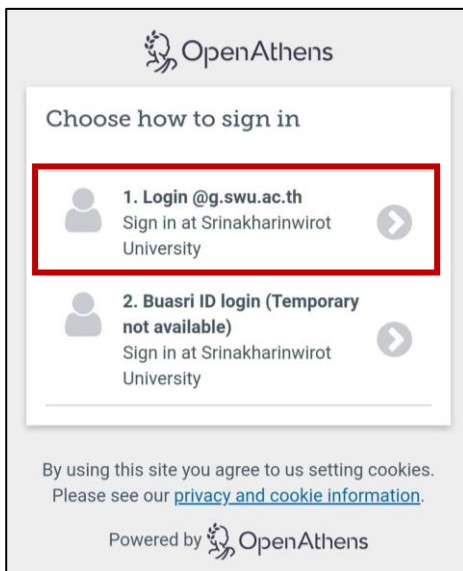 OpenAthens
Choose how to sign in
1. Login @g.swu.ac.th
Sign in at Srinakharinwirot
University
2. Buasri ID login (Temporary
not available)
Sign in at Srinakharinwirot
University
By using this site you agree to us setting cookies.
Please see our privacy and cookie information.
Powered by OpenAthens